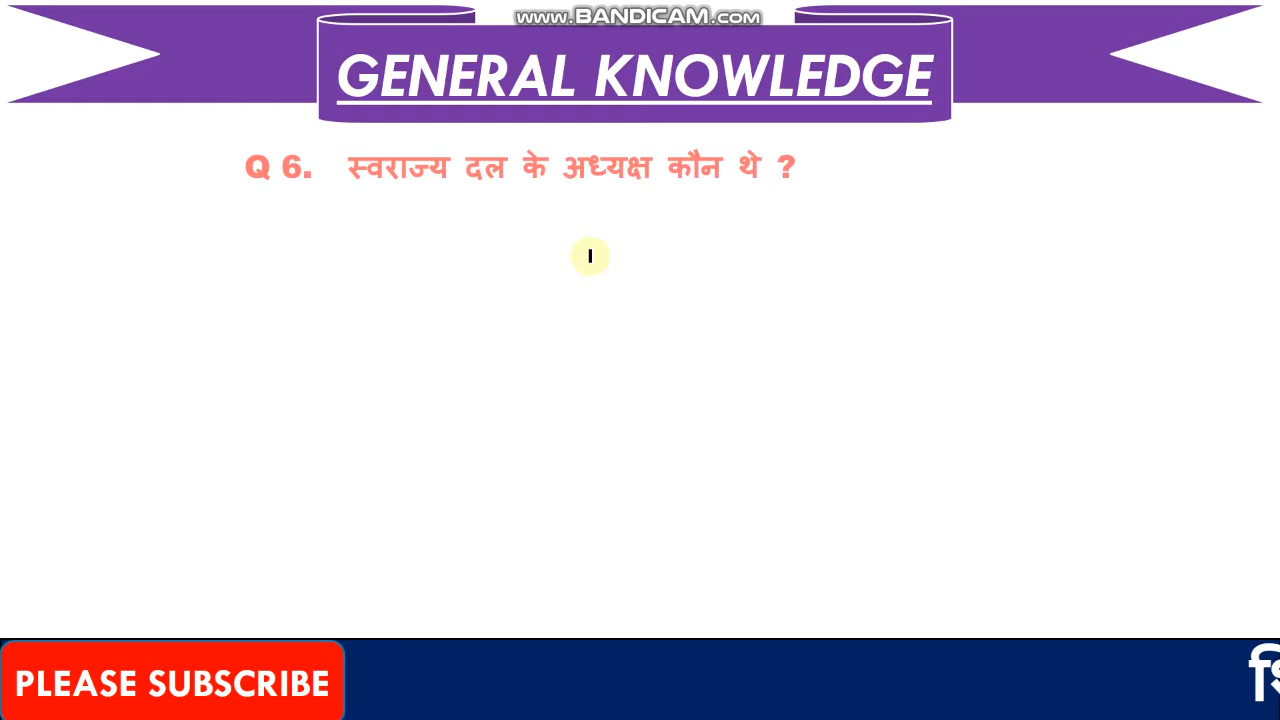 www.BANDICAM.COM
GENERAL KNOWLEDGE
Q 6. स्वराज्य दल के अध्यक्ष कौन थे ?
PLEASE SUBSCRIBE